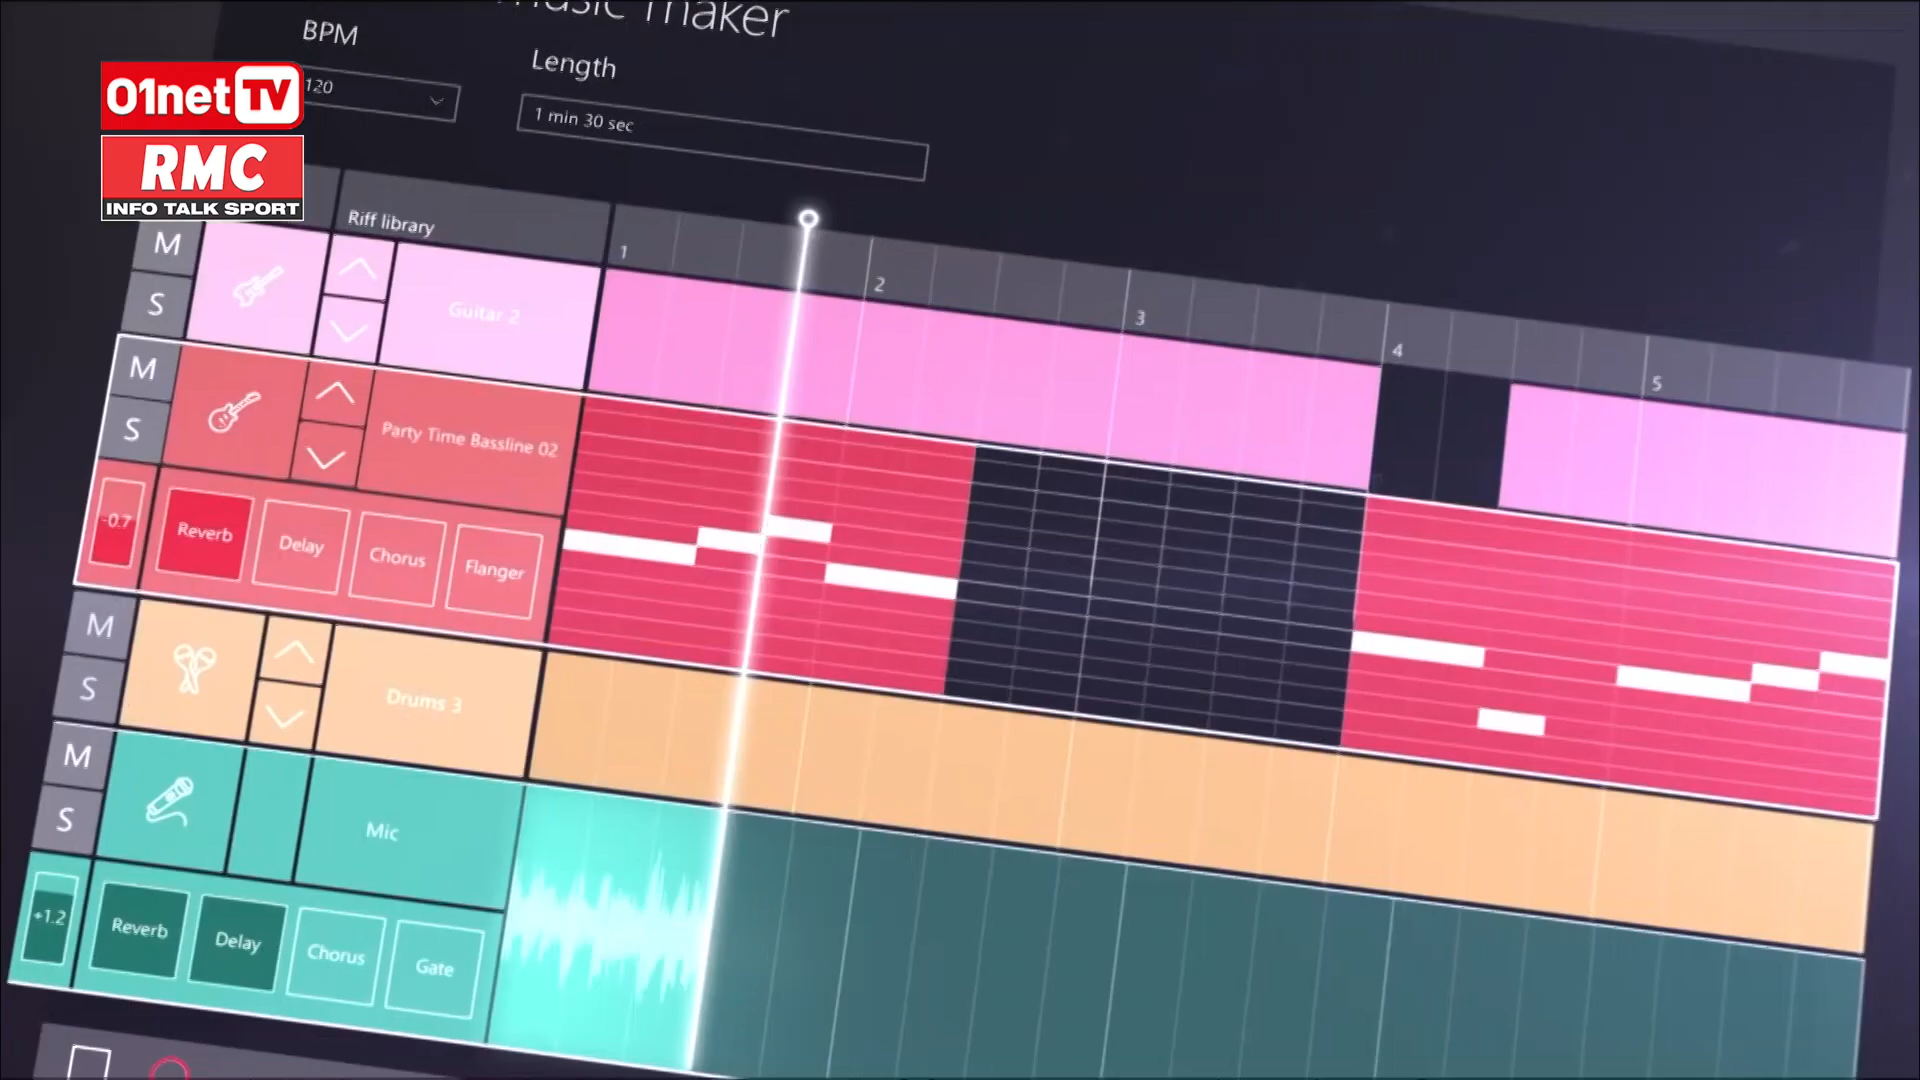 music maker
BPM
Length
120
1 min 30 sec
01net TV
RMC
INFO TALK SPORT
Riff library
1
2
3
4
5
M
S
Guitar 2
M
S
Party Time Bassline 02
-0.7
Reverb
Delay
Chorus
Flanger
M
S
Drums 3
M
S
Mic
+1.2
Reverb
Delay
Chorus
Gate